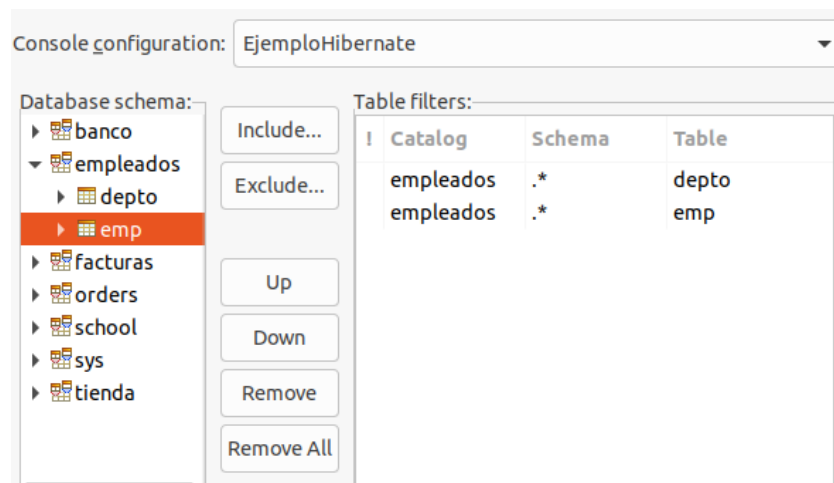 Console configuration: EjemploHibernate
Database schema:
banco
empleados
depto
emp
facturas
orders
school
sys
tienda
Include...
Exclude...
Up
Down
Remove
Remove All
Table filters:
! Catalog Schema Table
empleados .* depto
empleados .* emp